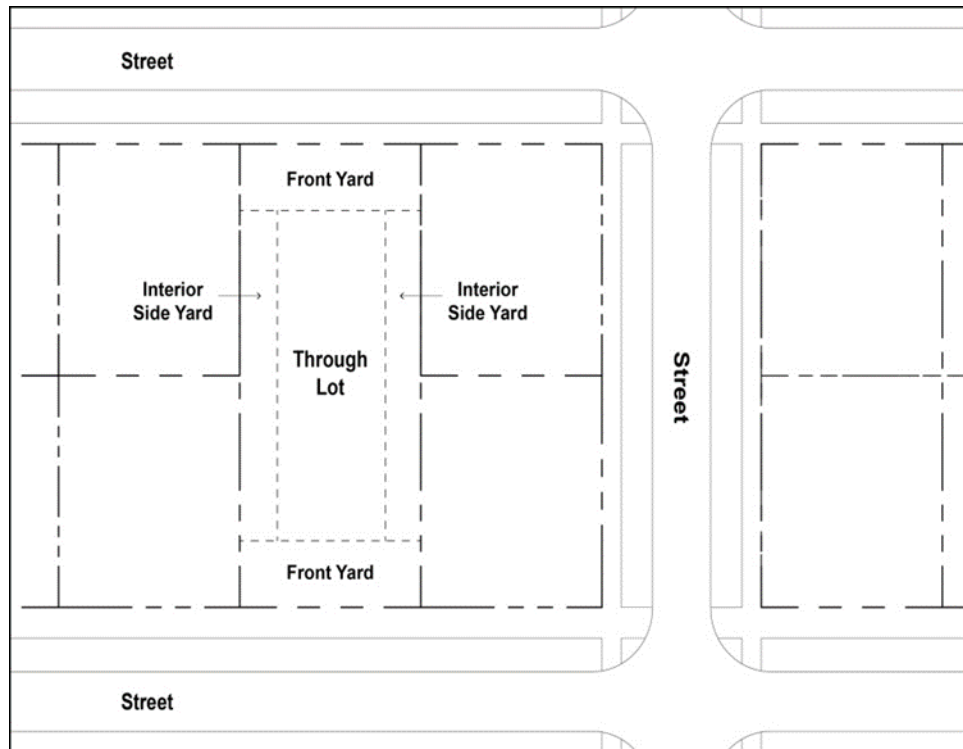 Street
Front Yard
Interior
Side Yard
Interior
Side Yard
Through
Lot
Street
Front Yard
Street